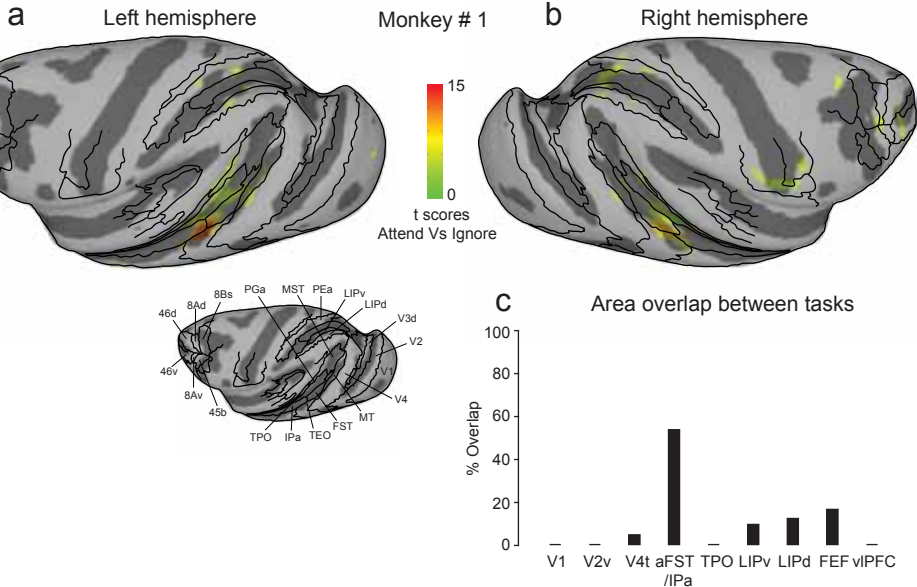 a
Left hemisphere
Monkey # 1
b
Right hemisphere
15
0
t scores
Attend Vs Ignore
PGa
MST
PEa
LIPv
LIPd
8Bs
8Ad
46d
V3d
V2
V1
46v
8Av
45b
V4
MT
FST
TEO
IPa
TPO
c
Area overlap between tasks
100
80
60
40
20
0
% Overlap
V1 V2v V4t aFST TPO LIPv LIPd FEF vlPFC
/IPa